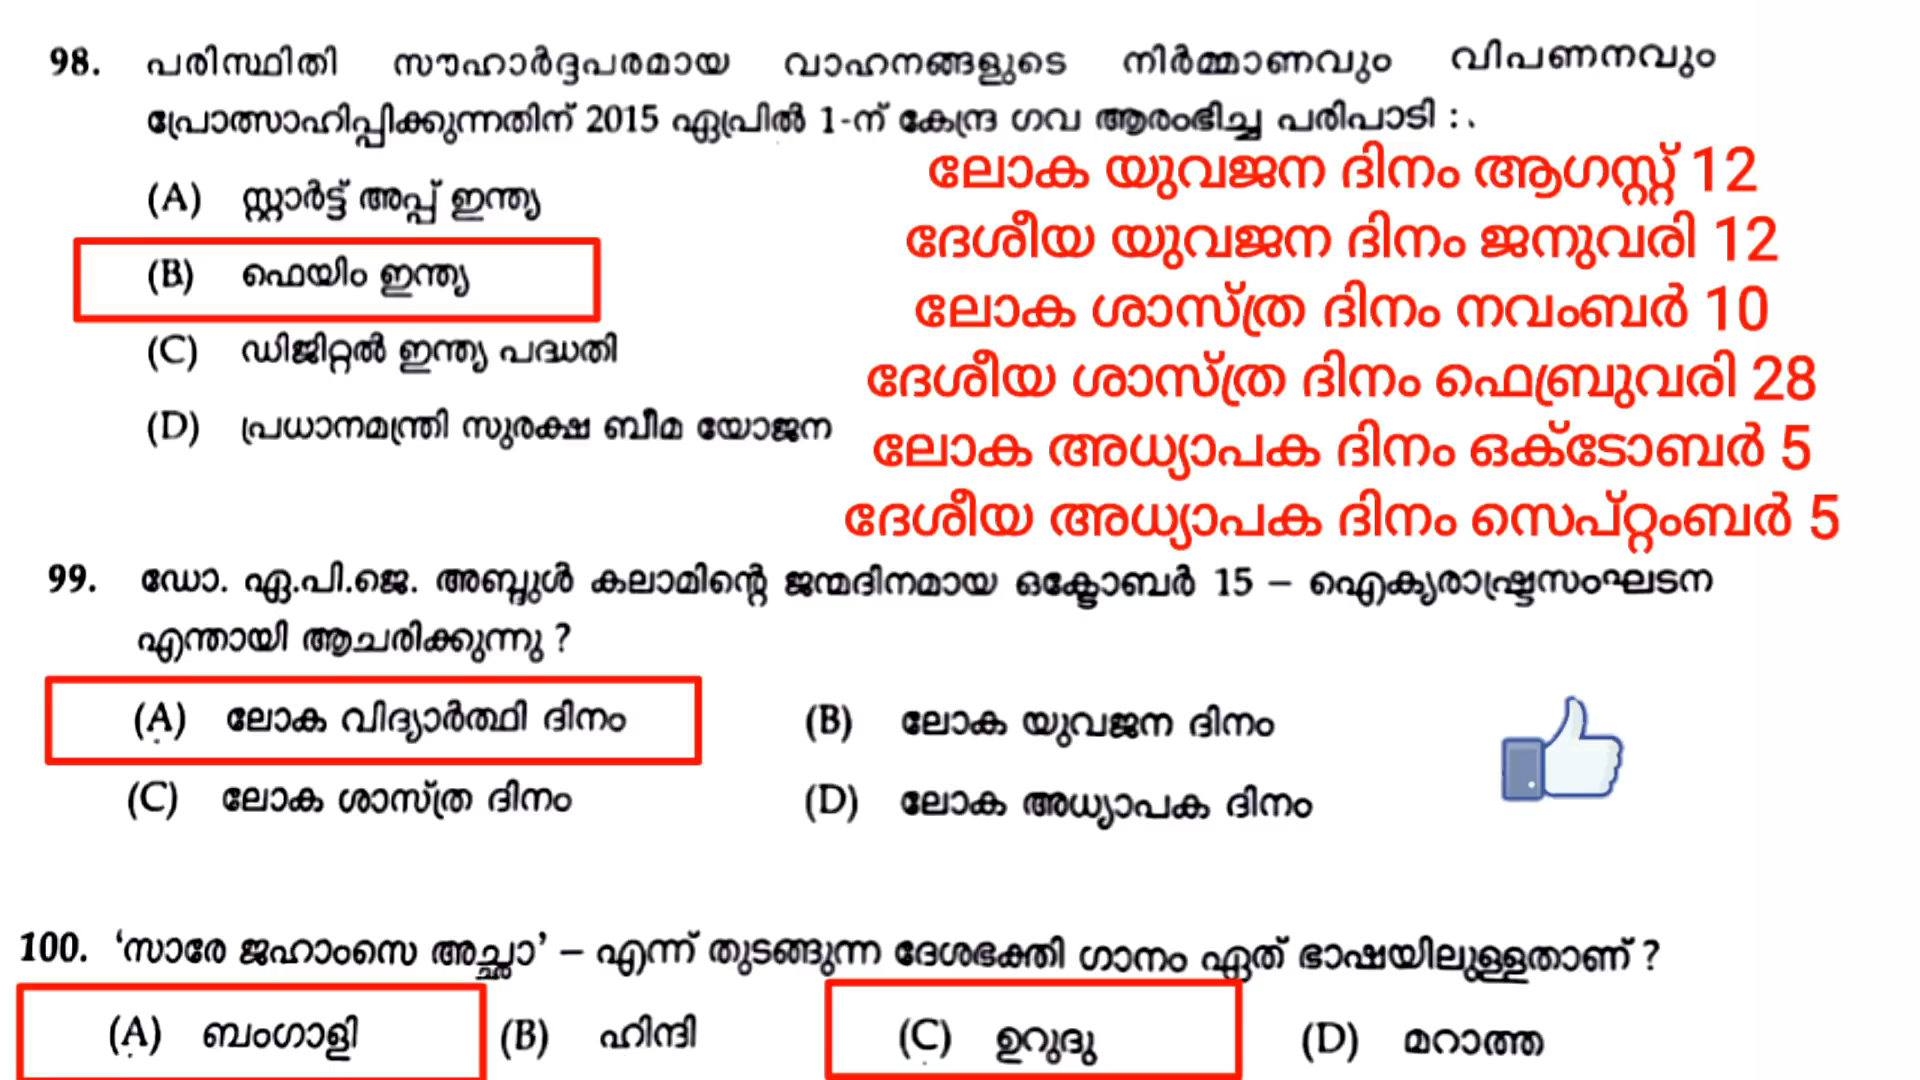 98. പരിസ്ഥിതി സൗഹാർദ്ദപരമായ വാഹനങ്ങളുടെ നിർമ്മാണവും വിപണനവും
പ്രോത്സാഹിപ്പിക്കുന്നതിന് 2015 ഏപ്രിൽ 1-ന് കേന്ദ്ര ഗവ ആരംഭിച്ച പരിപാടി :.
ലോക യുവജന ദിനം ആഗസ്റ്റ് 12
(A) സ്റ്റാർട്ട് അപ്പ് ഇന്ത്യ
ദേശീയ യുവജന ദിനം ജനുവരി 12
(B) ഫെയിം ഇന്ത്യ
ലോക ശാസ്ത്ര ദിനം നവംബർ 10
(C) ഡിജിറ്റൽ ഇന്ത്യ പദ്ധതി
ദേശീയ ശാസ്ത്ര ദിനം ഫെബ്രുവരി 28
(D) പ്രധാനമന്ത്രി സുരക്ഷ ബീമ യോജന
ലോക അധ്യാപക ദിനം ഒക്ടോബർ 5
ദേശീയ അധ്യാപക ദിനം സെപ്റ്റംബർ 5
99. ഡോ. ഏ.പി.ജെ. അബ്ദുൾ കലാമിന്റെ ജന്മദിനമായ ഒക്ടോബർ 15 – ഐക്യരാഷ്ട്രസംഘടന
എന്തായി ആചരിക്കുന്നു ?
(A) ലോക വിദ്യാർത്ഥി ദിനം (B) ലോക യുവജന ദിനം
(C) ലോക ശാസ്ത്ര ദിനം (D) ലോക അധ്യാപക ദിനം
100. ‘സാരേ ജഹാംസെ അച്ഛാ’ – എന്ന് തുടങ്ങുന്ന ദേശഭക്തി ഗാനം ഏത് ഭാഷയിലുള്ളതാണ് ?
(A) ബംഗാളി (B) ഹിന്ദി (C) ഉറുദു (D) മറാത്ത